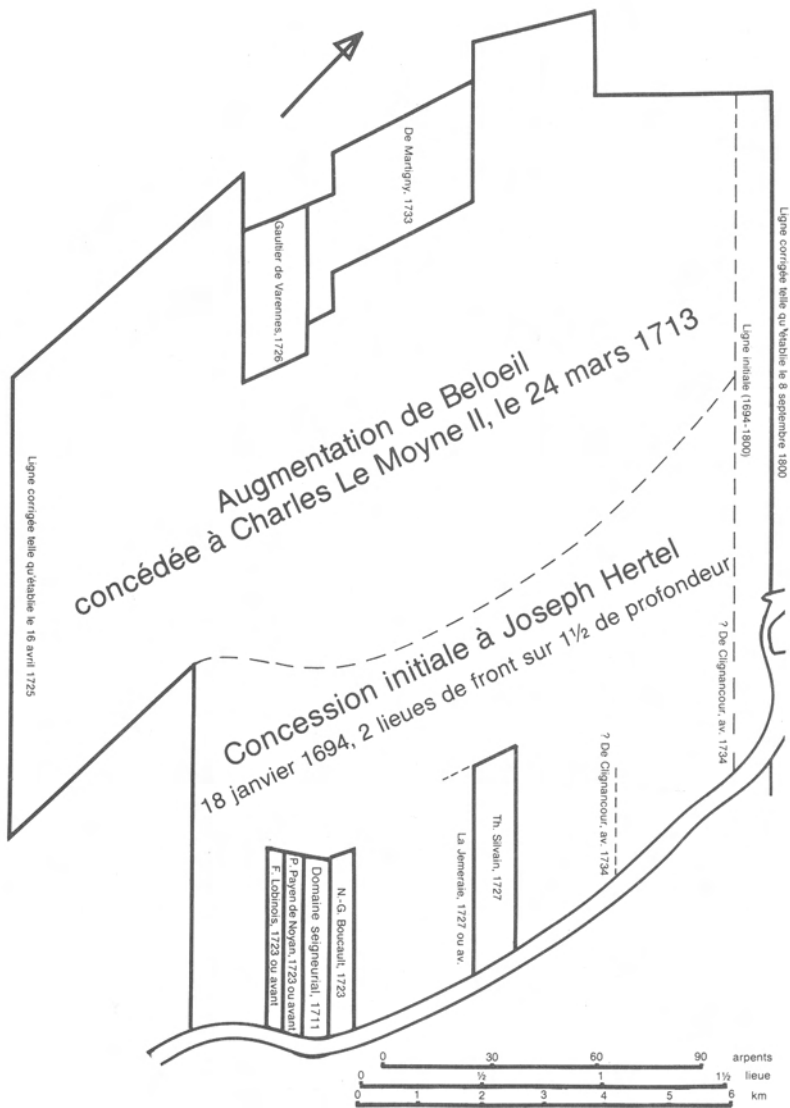 De Martigny, 1733
Gaultier de Varennes, 1726
Ligne corrigée telle qu'établie le 8 septembre 1800
Ligne initiale (1694-1800)
Augmentation de Beloeil
concédée à Charles Le Moyne II, le 24 mars 1713
Ligne corrigée telle qu'établie le 16 avril 1725
Concession initiale à Joseph Hertel
18 janvier 1694, 2 lieues de front sur 1½ de profondeur
? De Clignancour, av. 1734
? De Clignancour, av. 1734
Th. Silvain, 1727
La Jemeraie, 1727 ou av.
N.-G. Boucault, 1723
Domaine seigneurial, 1711
P. Payen de Noyan, 1723 ou avant
F. Lobinois, 1723 ou avant
0 30 60 90 arpents
0 ½ 1 1½ lieue
0 1 2 3 4 5 6 km